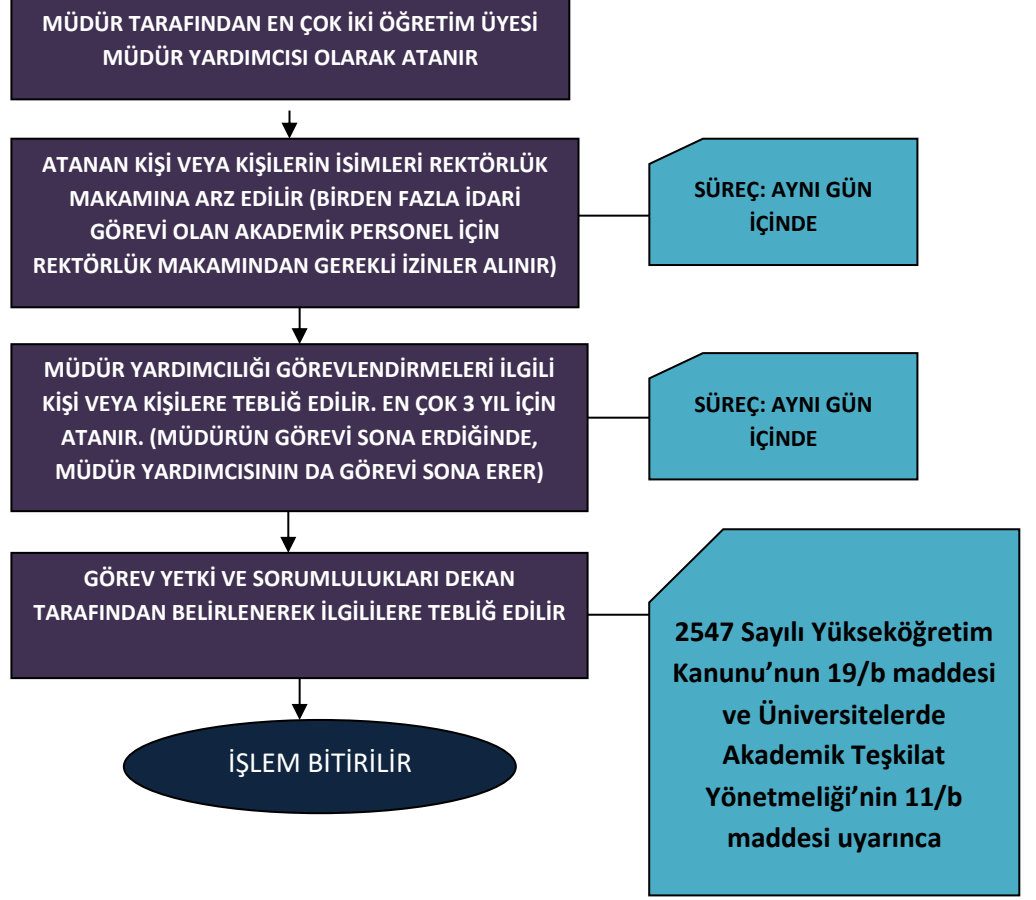 MÜDÜR TARAFINDAN EN ÇOK İKİ ÖĞRETİM ÜYESİ
MÜDÜR YARDIMCISI OLARAK ATANIR
ATANAN KİŞİ VEYA KİŞİLERİN İSİMLERİ REKTÖRLÜK
MAKAMINA ARZ EDİLİR (BİRDEN FAZLA İDARİ
GÖREVİ OLAN AKADEMİK PERSONEL İÇİN
REKTÖRLÜK MAKAMINDAN GEREKLİ İZİNLER ALINIR)
SÜREÇ: AYNI GÜN
İÇİNDE
MÜDÜR YARDIMCILIĞI GÖREVLENDİRMELERİ İLGİLİ
KİŞİ VEYA KİŞİLERE TEBLİĞ EDİLİR. EN ÇOK 3 YIL İÇİN
ATANIR. (MÜDÜRÜN GÖREVİ SONA ERDİĞİNDE,
MÜDÜR YARDIMCISININ DA GÖREVİ SONA ERER)
SÜREÇ: AYNI GÜN
İÇİNDE
GÖREV YETKİ VE SORUMLULUKLARI DEKAN
TARAFINDAN BELİRLENEREK İLGİLİLERE TEBLİĞ EDİLİR
2547 Sayılı Yükseköğretim
Kanunu’nun 19/b maddesi
ve Üniversitelerde
Akademik Teşkilat
Yönetmeliği’nin 11/b
maddesi uyarınca
İŞLEM BİTİRİLİR